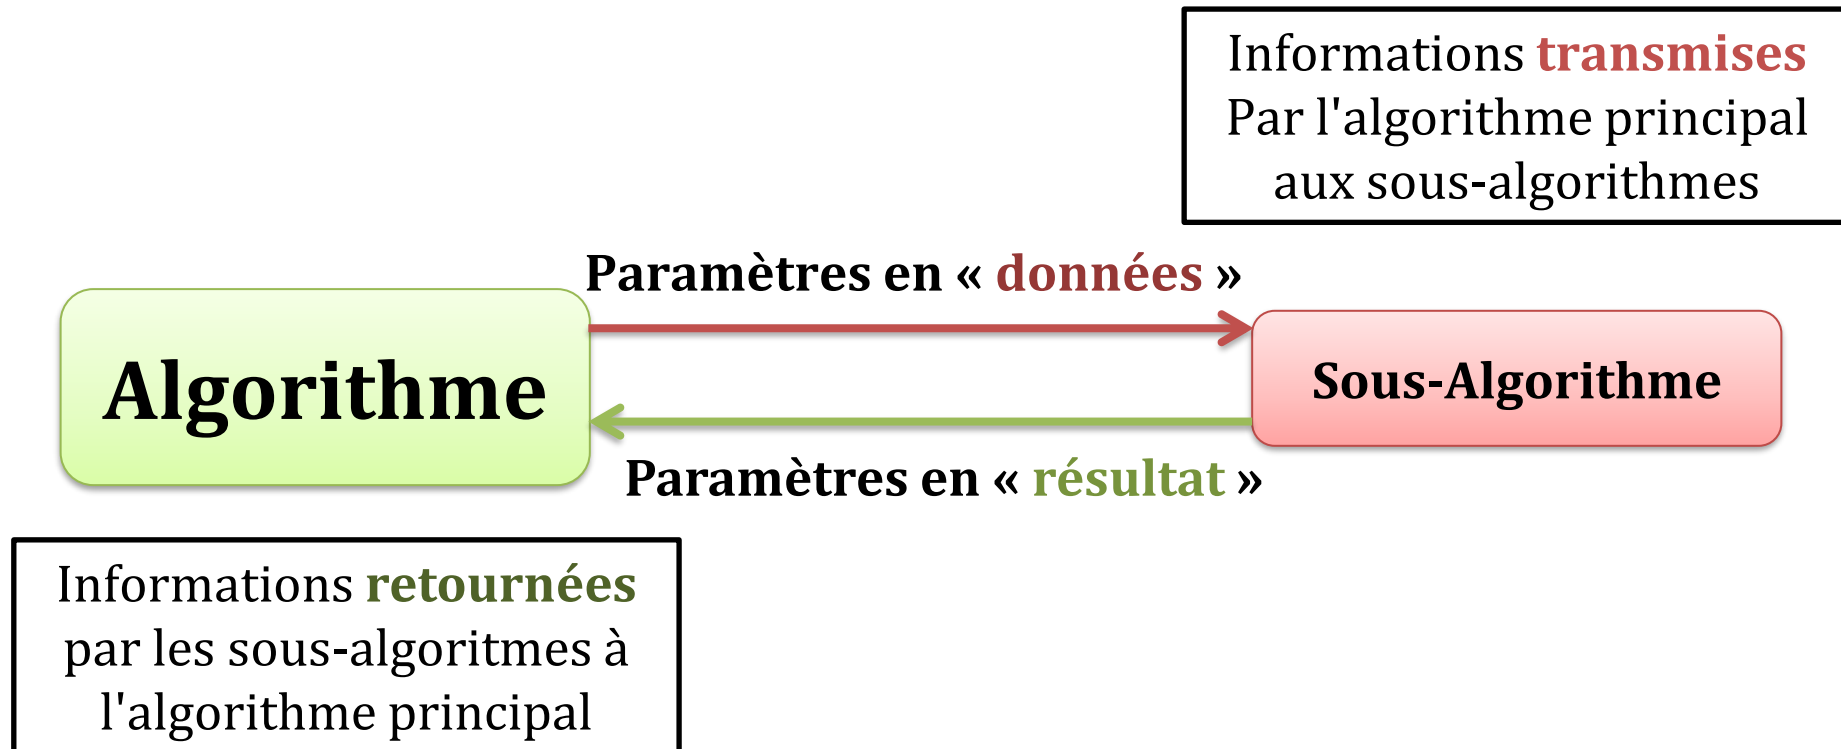 Informations transmises
Par l'algorithme principal
aux sous-algorithmes
Paramètres en « données »
Algorithme
Sous-Algorithme
Paramètres en « résultat »
Informations retournées
par les sous-algoritmes à
l'algorithme principal